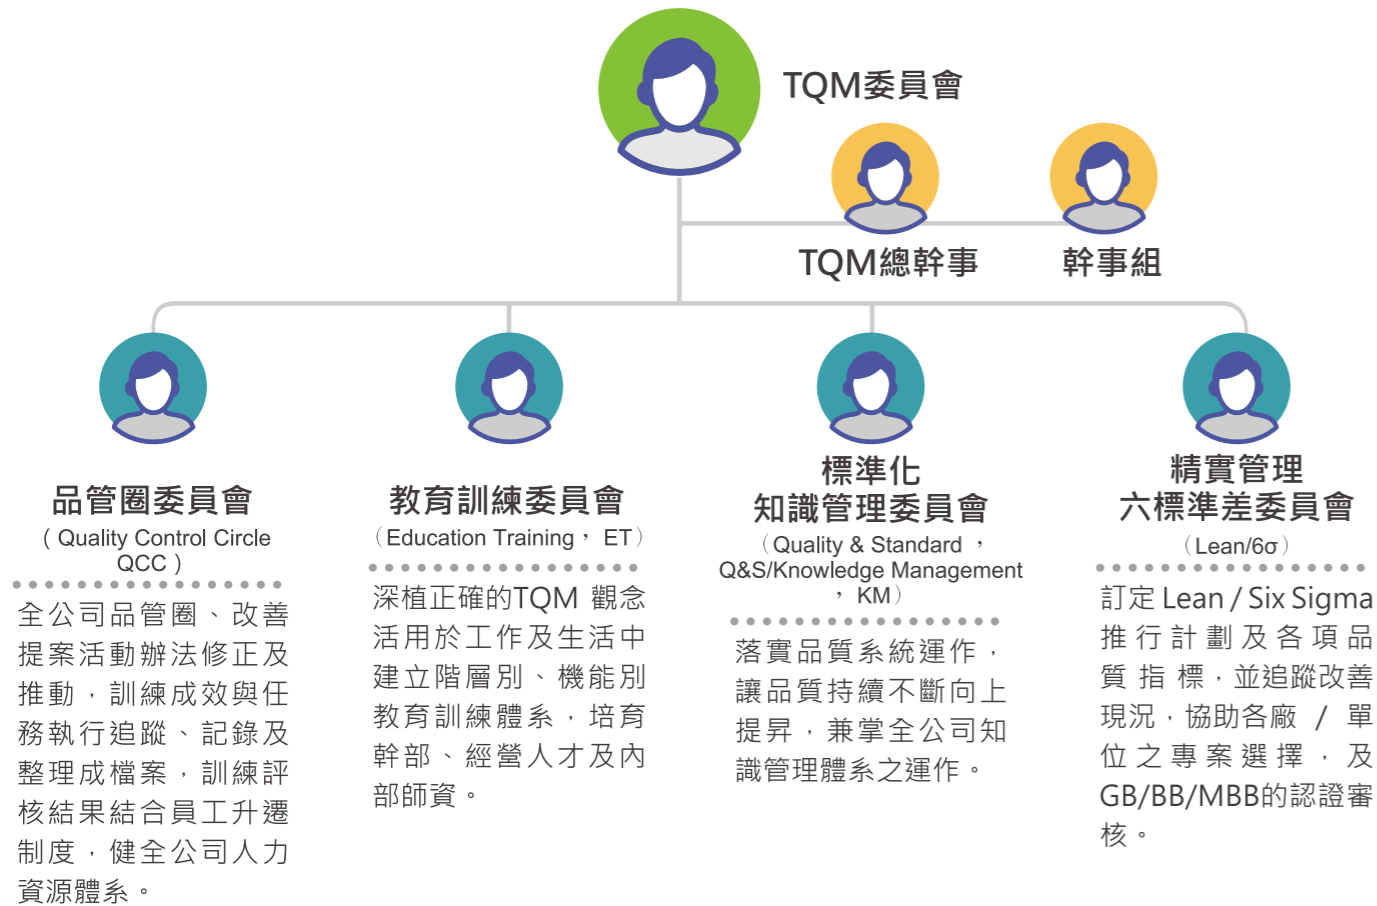 TQM委員會
TQM總幹事
幹事組
品管圈委員會
( Quality Control Circle
QCC )
全公司品管圈、改善
提案活動辦法修正及
推動，訓練成效與任
務執行追蹤、記錄及
整理成檔案，訓練評
核結果結合員工升遷
制度，健全公司人力
資源體系。
教育訓練委員會
（Education Training， ET）
深植正確的TQM 觀念
活用於工作及生活中
建立階層別、機能別
教育訓練體系，培育
幹部、經營人才及內
部師資。
標準化
知識管理委員會
（Quality & Standard ，
Q&S/Knowledge Management
，KM）
落實品質系統運作，
讓品質持續不斷向上
提昇，兼掌全公司知
識管理體系之運作。
精實管理
六標準差委員會
（Lean/6σ）
訂定 Lean / Six Sigma
推行計劃及各項品
質指標，並追蹤改善
現況，協助各廠 / 單
位之專案選擇，及
GB/BB/MBB的認證審
核。